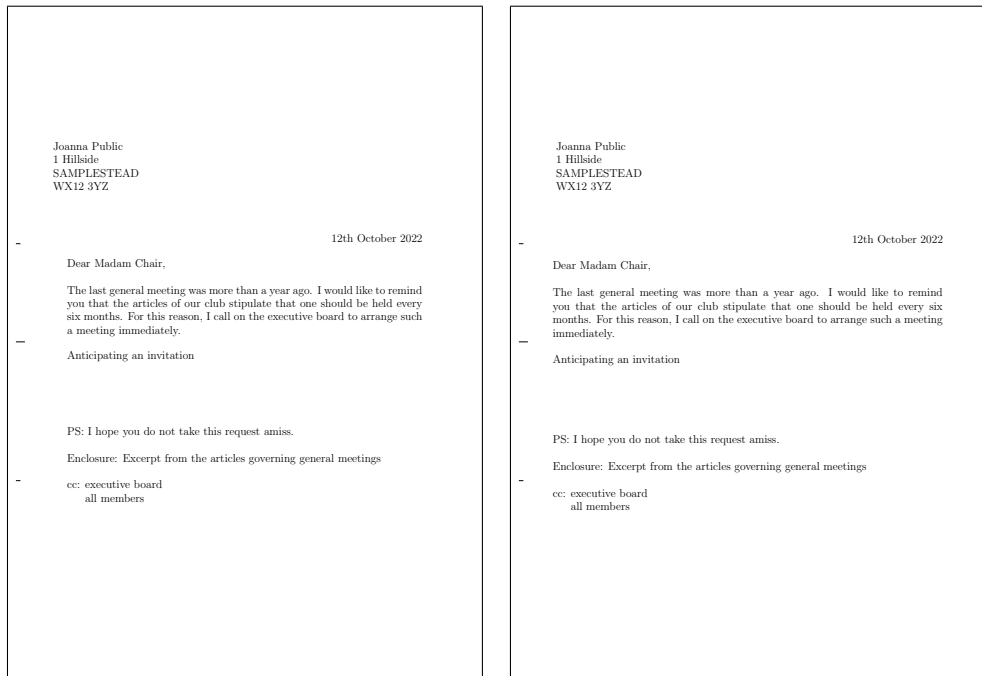 Joanna Public
1 Hillside
SAMPLESTEAD
WX12 3YZ
12th October 2022
Dear Madam Chair,
The last general meeting was more than a year ago. I would like to remind
you that the articles of our club stipulate that one should be held every
six months. For this reason, I call on the executive board to arrange such
a meeting immediately.
Anticipating an invitation
PS: I hope you do not take this request amiss.
Enclosure: Excerpt from the articles governing general meetings
cc: executive board
all members
Joanna Public
1 Hillside
SAMPLESTEAD
WX12 3YZ
12th October 2022
Dear Madam Chair,
The last general meeting was more than a year ago. I would like to remind
you that the articles of our club stipulate that one should be held every six
months. For this reason, I call on the executive board to arrange such a meeting
immediately.
Anticipating an invitation
PS: I hope you do not take this request amiss.
Enclosure: Excerpt from the articles governing general meetings
cc: executive board
all members